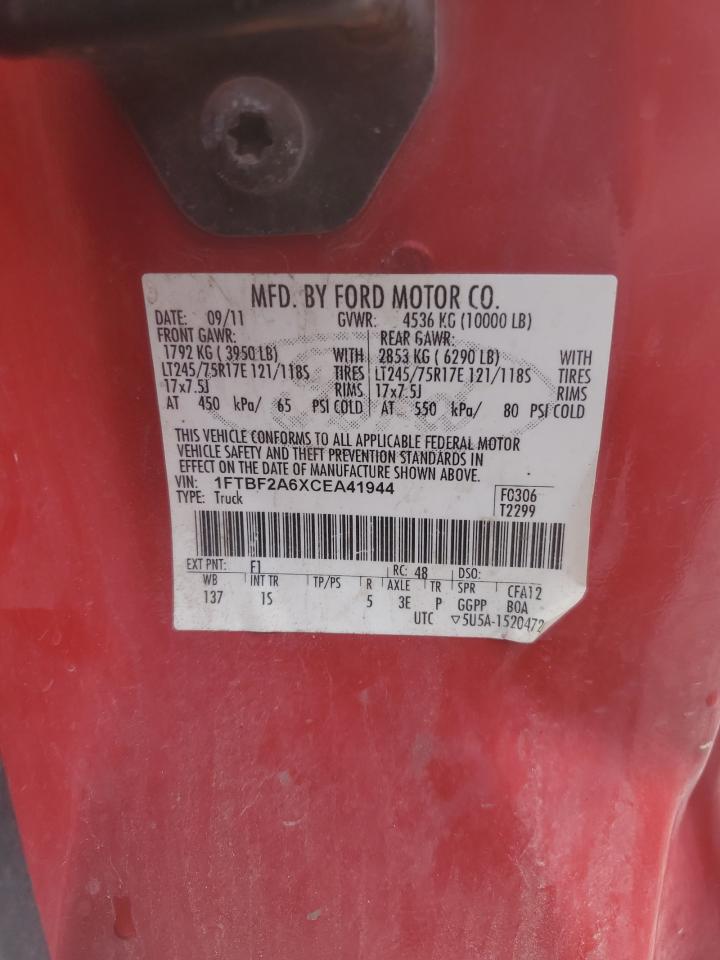 MFD. BY FORD MOTOR CO.
DATE: 09/11 GVWR: 4536 KG (10000 LB)
FRONT GAWR: REAR GAWR:
1792 KG ( 3950 LB) WITH 2853 KG ( 6290 LB) WITH
LT245/75R17E 121/118S TIRES LT245/75R17E 121/118S TIRES
17x7.5J RIMS 17x7.5J RIMS
AT 450 kPa/ 65 PSI COLD AT 550 kPa/ 80 PSI COLD
THIS VEHICLE CONFORMS TO ALL APPLICABLE FEDERAL MOTOR
VEHICLE SAFETY AND THEFT PREVENTION STANDARDS IN
EFFECT ON THE DATE OF MANUFACTURE SHOWN ABOVE.
VIN: 1FTBF2A6XCEA41944
TYPE: Truck
F0306
T2299
EXT PNT: F1 RC: 48 DSO:
WB INT TR TP/PS R AXLE TR SPR CFA12
137 1S 5 3E P GGPP BOA
UTC ▽5U5A-1520472